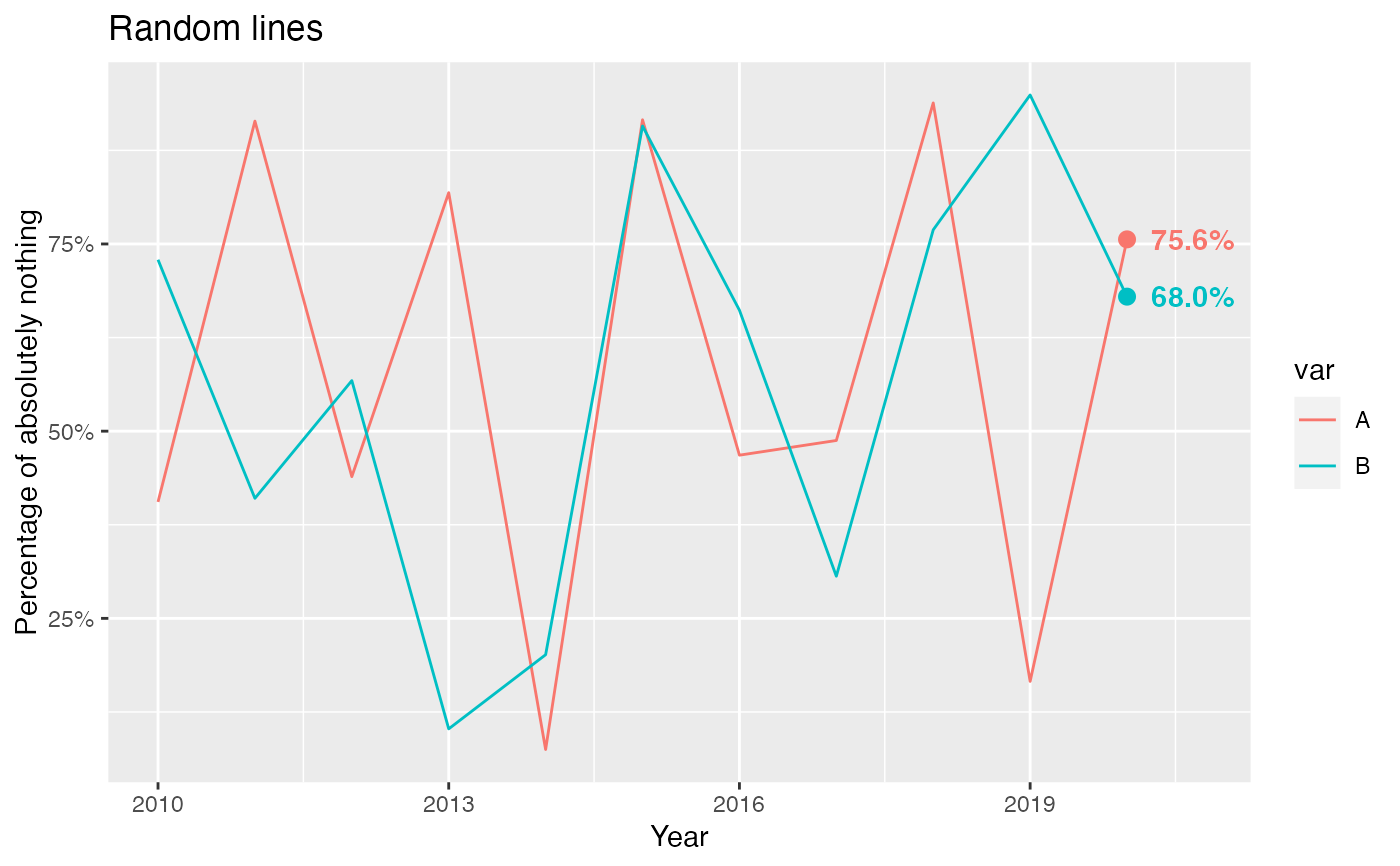 Random lines
Percentage of absolutely nothing
75%
50%
25%
75.6%
68.0%
var
A
B
2010 2013 2016 2019
Year